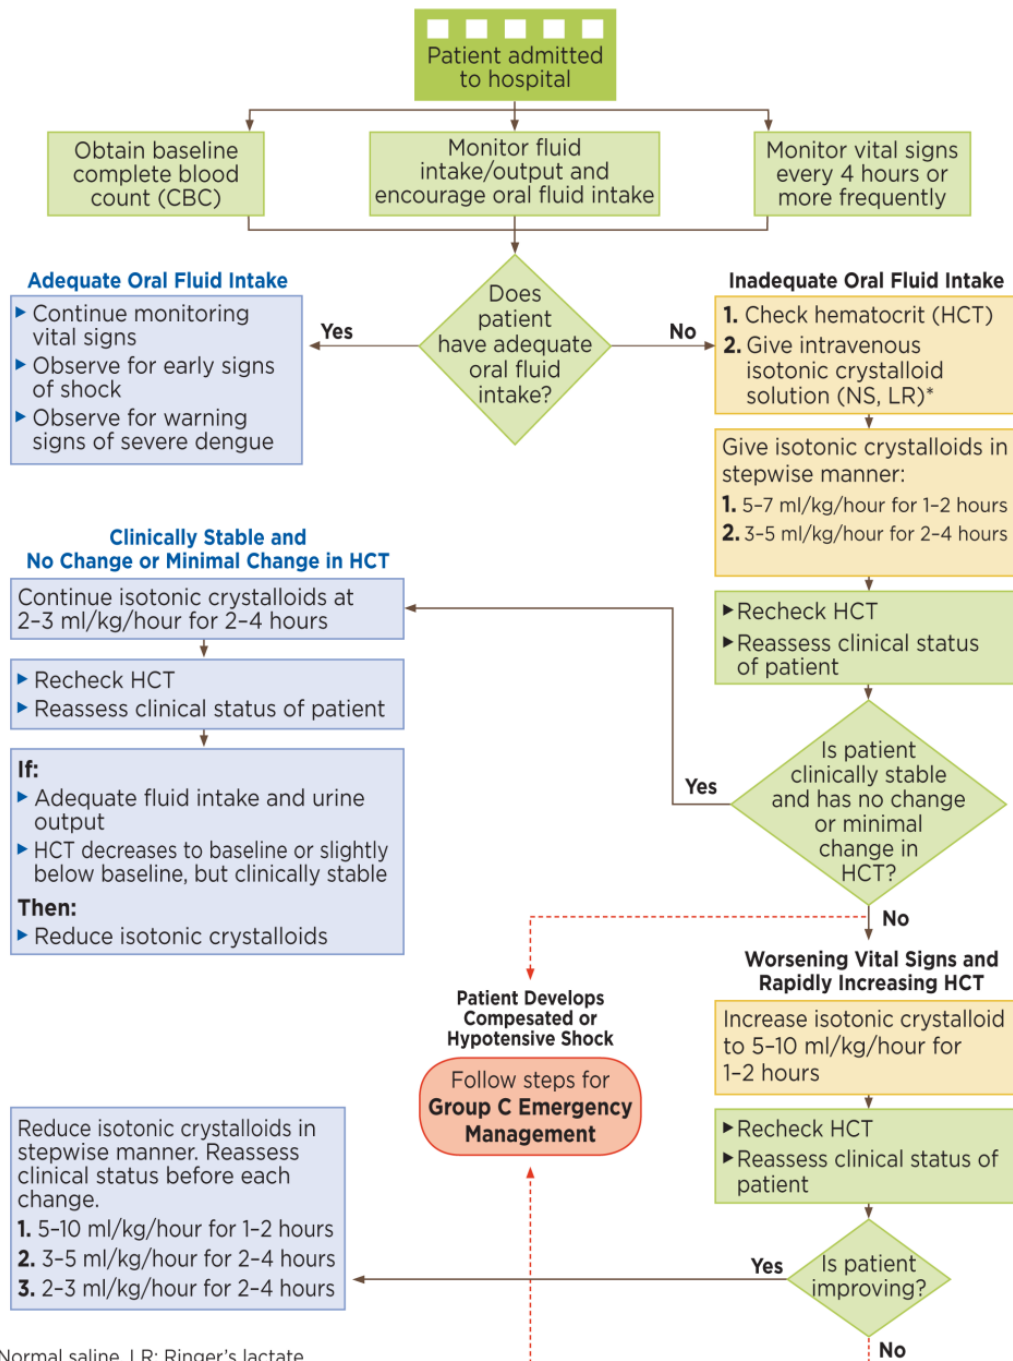 Patient admitted
to hospital
Obtain baseline
complete blood
count (CBC)
Monitor fluid
intake/output and
encourage oral fluid intake
Monitor vital signs
every 4 hours or
more frequently
Does
patient
have adequate
oral fluid
intake?
Yes
No
Adequate Oral Fluid Intake
▸ Continue monitoring
vital signs
▸ Observe for early signs
of shock
▸ Observe for warning
signs of severe dengue
Inadequate Oral Fluid Intake
1. Check hematocrit (HCT)
2. Give intravenous
isotonic crystalloid
solution (NS, LR)*
Give isotonic crystalloids in
stepwise manner:
1. 5–7 ml/kg/hour for 1–2 hours
2. 3–5 ml/kg/hour for 2–4 hours
▸ Recheck HCT
▸ Reassess clinical status
of patient
Is patient
clinically stable
and has no change
or minimal
change in
HCT?
Yes
No
Clinically Stable and
No Change or Minimal Change in HCT
Continue isotonic crystalloids at
2–3 ml/kg/hour for 2–4 hours
▸ Recheck HCT
▸ Reassess clinical status of patient
If:
▸ Adequate fluid intake and urine
output
▸ HCT decreases to baseline or slightly
below baseline, but clinically stable
Then:
▸ Reduce isotonic crystalloids
Patient Develops
Compesated or
Hypotensive Shock
Follow steps for
Group C Emergency
Management
Worsening Vital Signs and
Rapidly Increasing HCT
Increase isotonic crystalloid
to 5–10 ml/kg/hour for
1–2 hours
▸ Recheck HCT
▸ Reassess clinical status of
patient
Is patient
improving?
Yes
No
Reduce isotonic crystalloids in
stepwise manner. Reassess
clinical status before each
change.
1. 5–10 ml/kg/hour for 1–2 hours
2. 3–5 ml/kg/hour for 2–4 hours
3. 2–3 ml/kg/hour for 2–4 hours
Normal saline, LR: Ringer's lactate